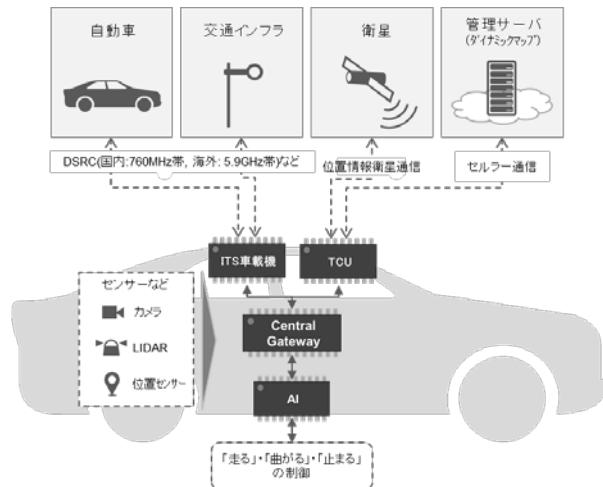 自動車
交通インフラ
衛星
管理サーバ
(ダイナミックマップ)
DSRC(国内:760MHz帯, 海外: 5.9GHz帯)など
位置情報衛星通信
セルラー通信
ITS車載機
TCU
センサーなど
カメラ
LIDAR
位置センサー
Central
Gateway
AI
「走る」・「曲がる」・「止まる」
の制御